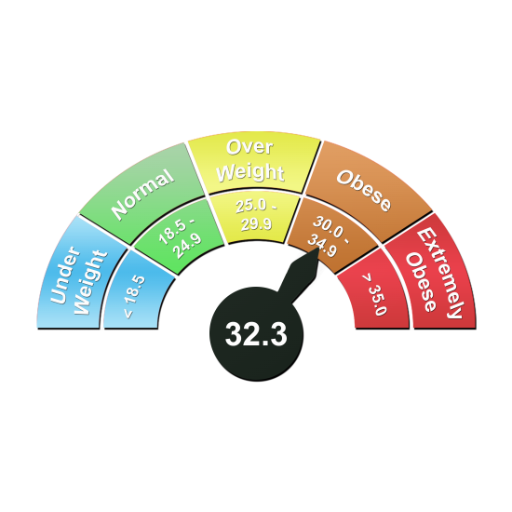 Under
Weight
Normal
Over
Weight
Obese
Extremely
Obese
< 18.5
18.5 -
24.9
25.0 -
29.9
30.0 -
34.9
> 35.0
32.3